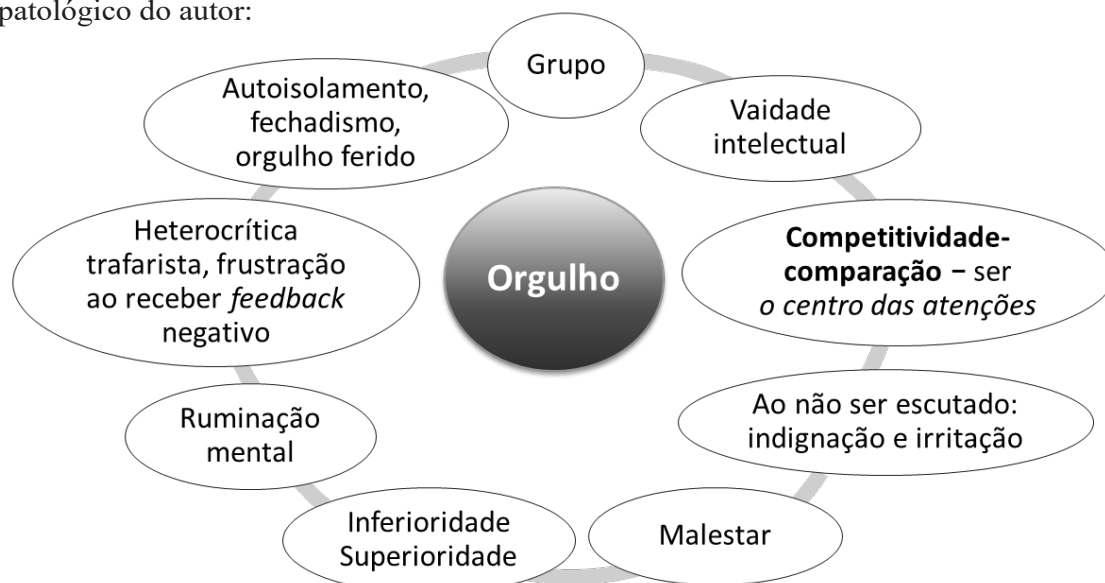 patológico do autor:
Grupo
Vaidade
intelectual
Competitividade-
comparação – ser
o centro das atenções
Ao não ser escutado:
indignação e irritação
Malestar
Inferioridade
Superioridade
Ruminação
mental
Heterocrítica
trafarista, frustração
ao receber feedback
negativo
Autoisolamento,
fechadismo,
orgulho ferido
Orgulho